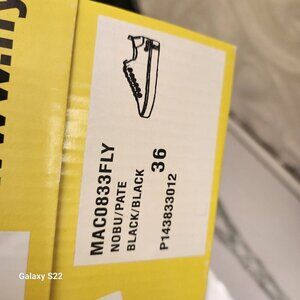 MAC0833FLY
NOBU/PATE
BLACK/BLACK
36
P143833012
Galaxy S22